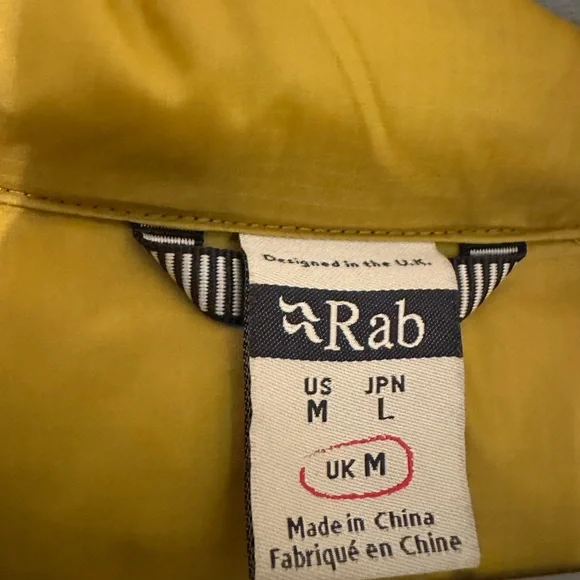 Designed in the U.K.
Rab
US JPN
M L
UK M
Made in China
Fabriqué en Chine